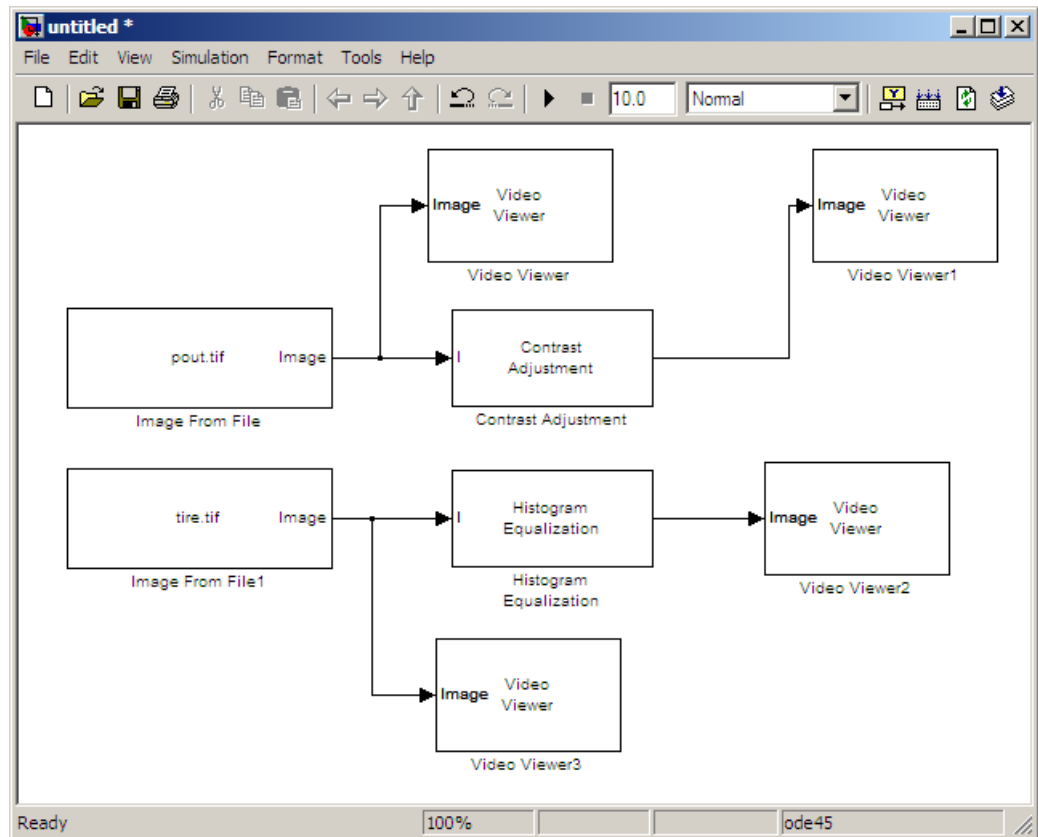 untitled *
File Edit View Simulation Format Tools Help
10.0 Normal
Image Video
Viewer
Video Viewer
Image Video
Viewer
Video Viewer1
pout.tif Image
Image From File
I Contrast
Adjustment
Contrast Adjustment
tire.tif Image
Image From File1
I Histogram
Equalization
Histogram
Equalization
Image Video
Viewer
Video Viewer2
Image Video
Viewer
Video Viewer3
Ready 100% ode45